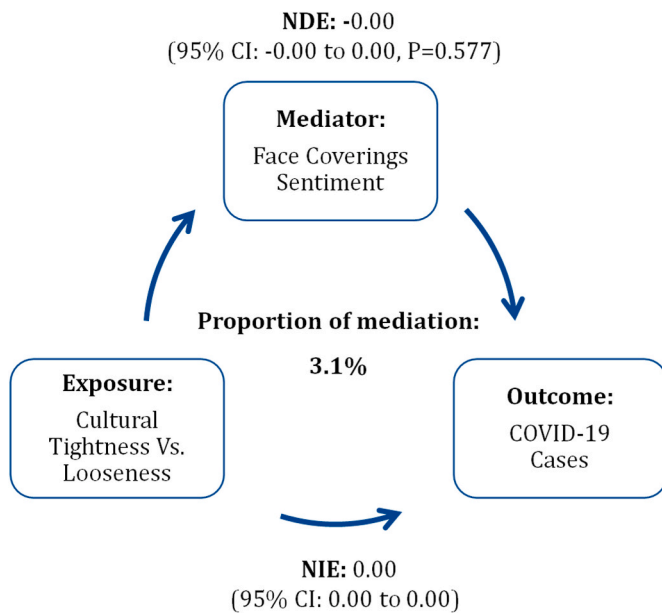 NDE: -0.00
(95% CI: -0.00 to 0.00, P=0.577)
Mediator:
Face Coverings
Sentiment
Proportion of mediation:
3.1%
Exposure:
Cultural
Tightness Vs.
Looseness
Outcome:
COVID-19
Cases
NIE: 0.00
(95% CI: 0.00 to 0.00)